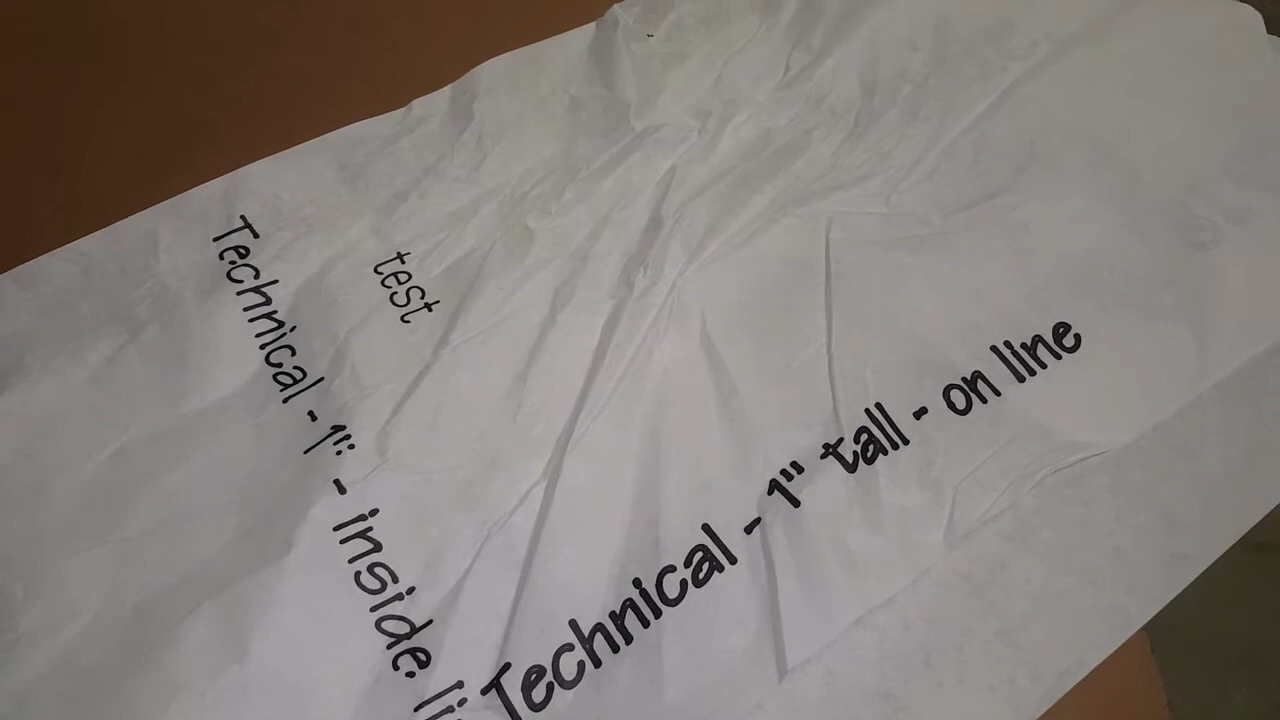 test
Technical - 1" - inside
Technical - 1" tall - on line